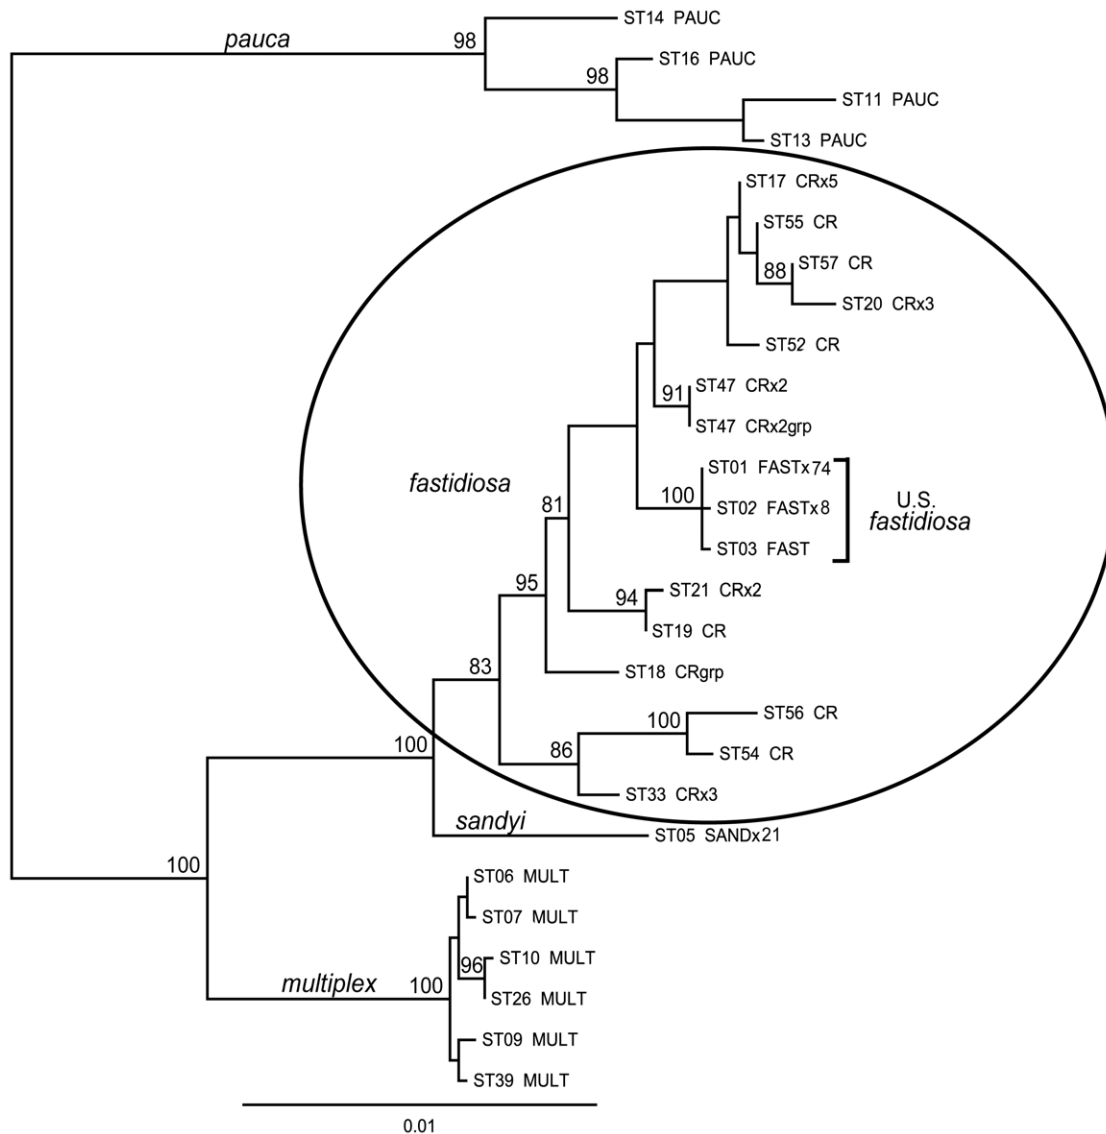 ST14 PAUC
pauca
98
ST16 PAUC
98
ST11 PAUC
ST13 PAUC
ST17 CRx5
ST55 CR
ST57 CR
88
ST20 CRx3
ST52 CR
ST47 CRx2
91
ST47 CRx2grp
ST01 FASTx74
fastidiosa
100
ST02 FASTx8
U.S.
fastidiosa
81
ST03 FAST
95
ST21 CRx2
94
ST19 CR
83
ST18 CRgrp
ST56 CR
100
100
86
ST54 CR
ST33 CRx3
sandyi
ST05 SANDx21
100
ST06 MULT
ST07 MULT
96
ST10 MULT
multiplex
100
ST26 MULT
ST09 MULT
ST39 MULT
0.01